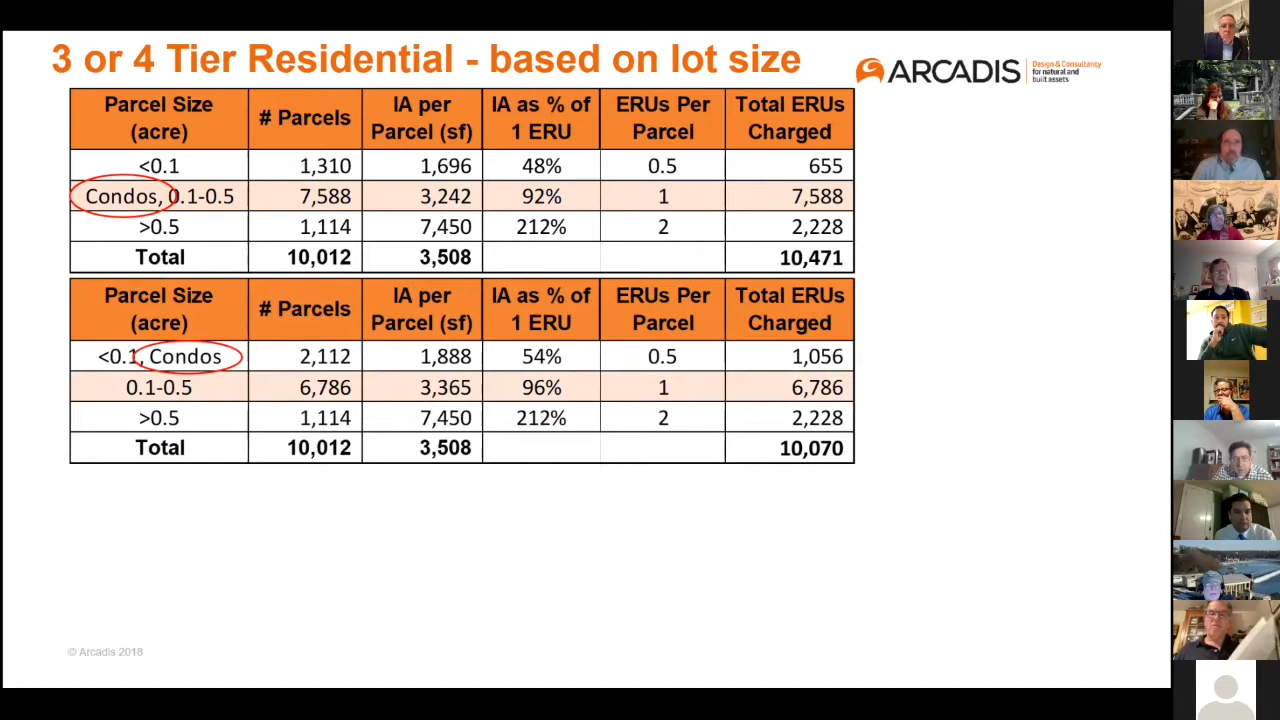 3 or 4 Tier Residential - based on lot size
ARCADIS
Design & Consultancy
for natural and
built assets
Parcel Size (acre) # Parcels IA per Parcel (sf) IA as % of 1 ERU ERUs Per Parcel Total ERUs Charged
<0.1 1,310 1,696 48% 0.5 655
Condos, 0.1-0.5 7,588 3,242 92% 1 7,588
>0.5 1,114 7,450 212% 2 2,228
Total 10,012 3,508 10,471
Parcel Size (acre) # Parcels IA per Parcel (sf) IA as % of 1 ERU ERUs Per Parcel Total ERUs Charged
<0.1, Condos 2,112 1,888 54% 0.5 1,056
0.1-0.5 6,786 3,365 96% 1 6,786
>0.5 1,114 7,450 212% 2 2,228
Total 10,012 3,508 10,070
© Arcadis 2018